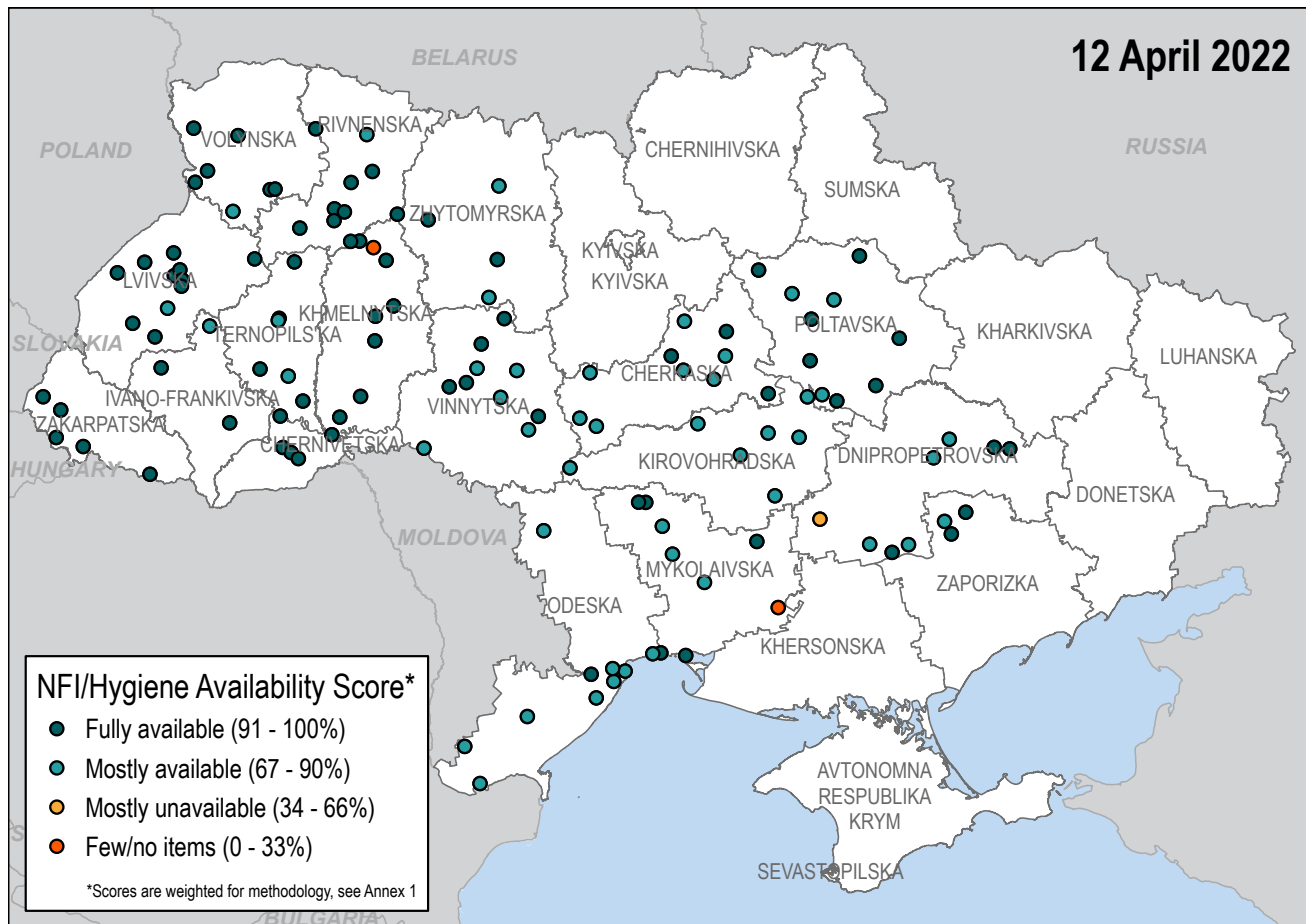 12 April 2022
BELARUS
POLAND
RUSSIA
VOLYNSKA
RIVNENSKA
CHERNIHIVSKA
SUMSKA
ZHYTOMYRSKA
KYIVSKA
KYIVSKA
LVIVSKA
KHMELNYTSKA
TERNOPILSKA
POLTAVSKA
KHARKIVSKA
SLOVAKIA
LUHANSKA
CHERKASKA
IVANO-FRANKIVSKA
VINNYTSKA
ZAKARPATSKA
CHERNIVETSKA
HUNGARY
KIROVOHRADSKA
DNIPROPETROVSKA
DONETSKA
MOLDOVA
MYKOLAIVSKA
ZAPORIZKA
ODESKA
KHERSONSKA
AVTONOMNA
RESPUBLIKA
KRYM
SEVASTOPILSKA
NFI/Hygiene Availability Score*
Fully available (91 - 100%)
Mostly available (67 - 90%)
Mostly unavailable (34 - 66%)
Few/no items (0 - 33%)
*Scores are weighted for methodology, see Annex 1
BULGARIA